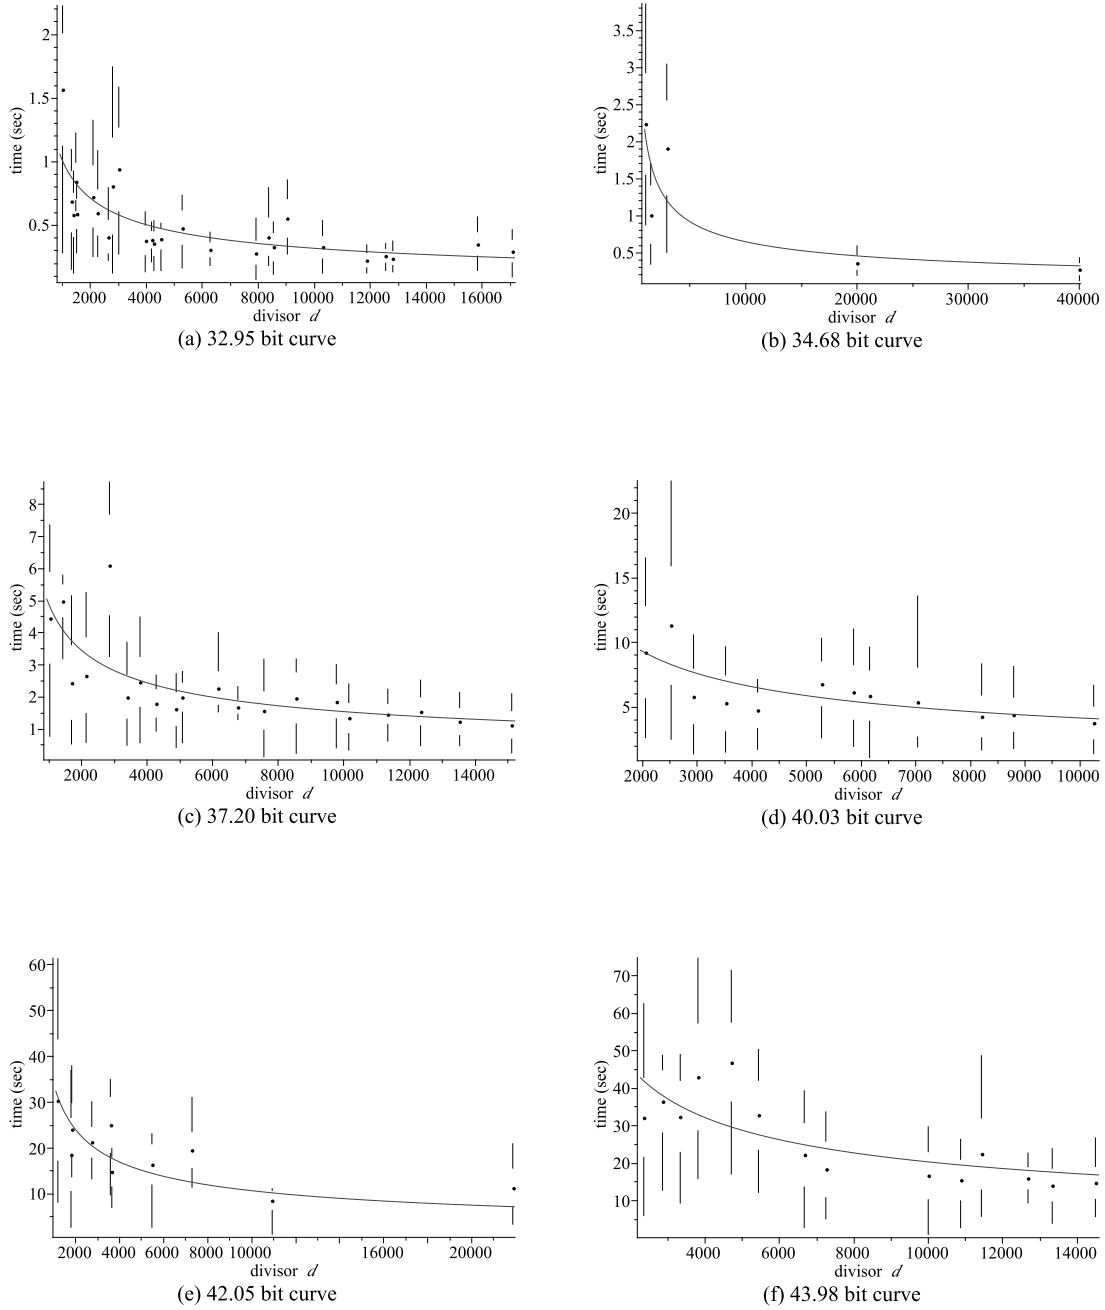 2
1.5
1
0.5
time (sec)
2000 4000 6000 8000 10000 12000 14000 16000
divisor d
(a) 32.95 bit curve
3.5
3
2.5
2
1.5
1
0.5
time (sec)
10000 20000 30000 40000
divisor d
(b) 34.68 bit curve
8
7
6
5
4
3
2
1
time (sec)
2000 4000 6000 8000 10000 12000 14000
divisor d
(c) 37.20 bit curve
20
15
10
5
time (sec)
2000 3000 4000 5000 6000 7000 8000 9000 10000
divisor d
(d) 40.03 bit curve
60
50
40
30
20
10
time (sec)
2000 4000 6000 8000 10000 12000 16000 20000
divisor d
(e) 42.05 bit curve
70
60
50
40
30
20
10
time (sec)
4000 6000 8000 10000 12000 14000
divisor d
(f) 43.98 bit curve